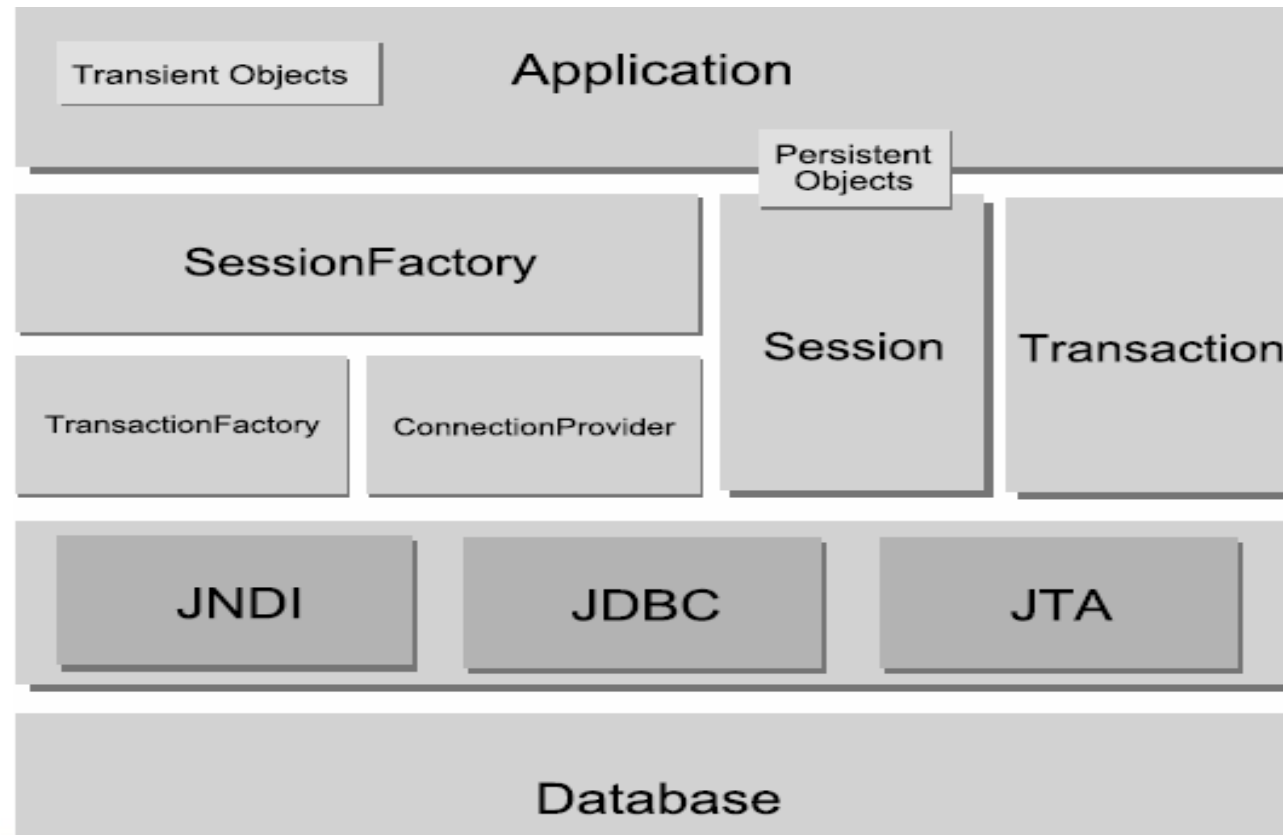 Transient Objects
Application
Persistent
Objects
SessionFactory
Session
Transaction
TransactionFactory
ConnectionProvider
JNDI
JDBC
JTA
Database